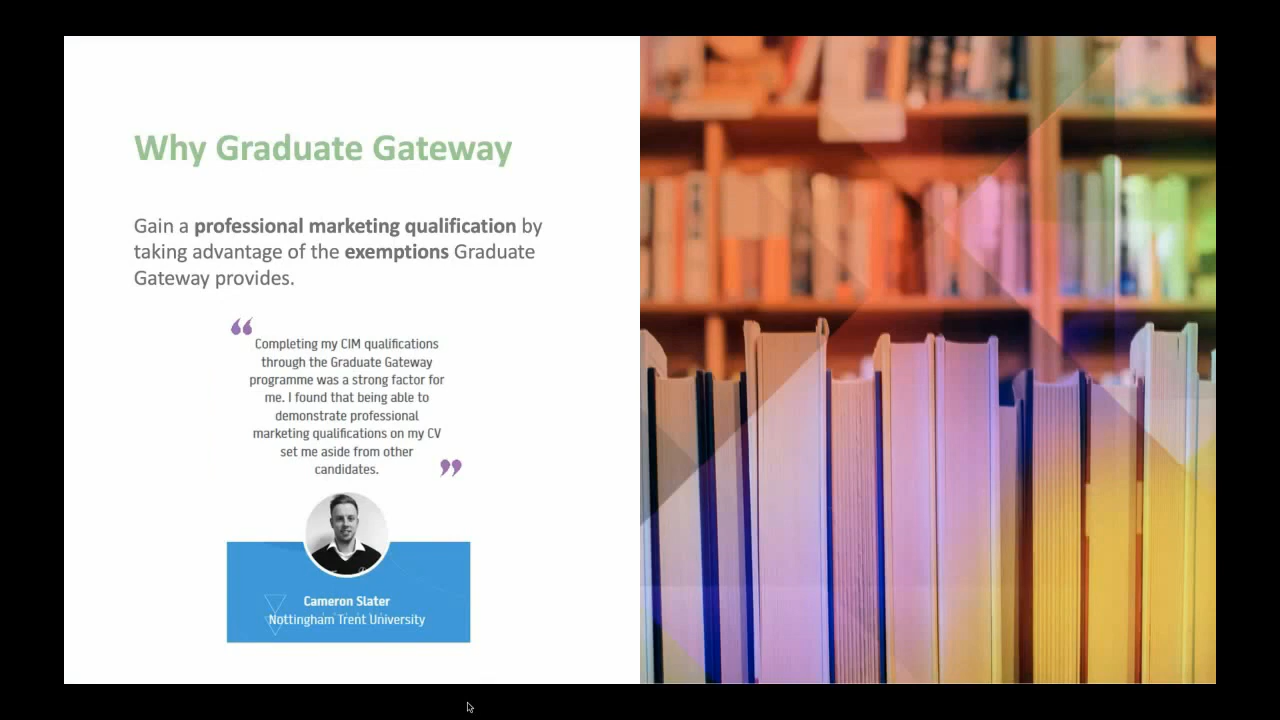 Why Graduate Gateway
Gain a professional marketing qualification by
taking advantage of the exemptions Graduate
Gateway provides.
“
Completing my CIM qualifications
through the Graduate Gateway
programme was a strong factor for
me. I found that being able to
demonstrate professional
marketing qualifications on my CV
set me aside from other
candidates. ”
Cameron Slater
Nottingham Trent University